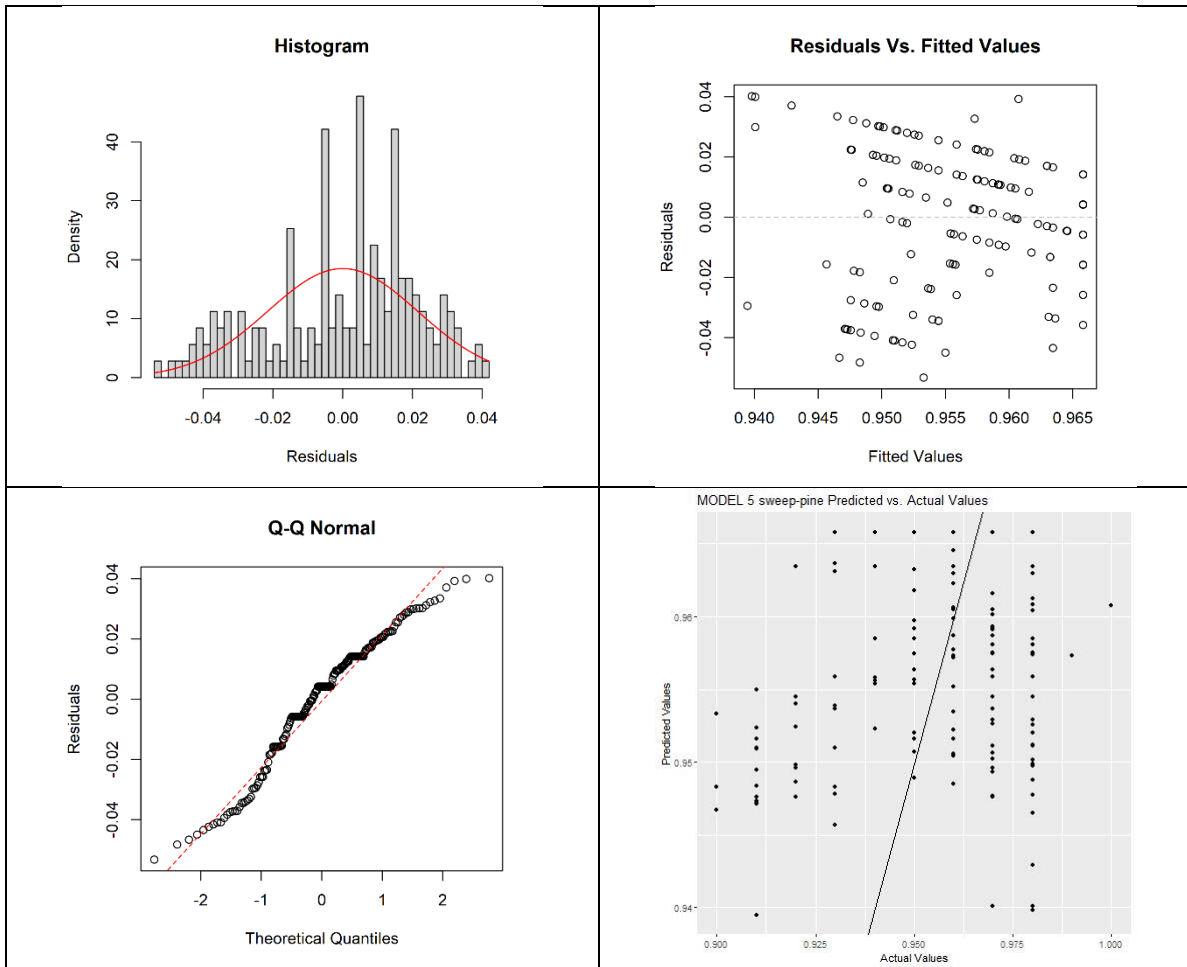 Histogram
Density
0 10 20 30 40
-0.04 -0.02 0.00 0.02 0.04
Residuals
Residuals Vs. Fitted Values
Residuals
-0.04 -0.02 0.00 0.02 0.04
0.940 0.945 0.950 0.955 0.960 0.965
Fitted Values
Q-Q Normal
Residuals
-0.04 -0.02 0.00 0.02 0.04
-2 -1 0 1 2
Theoretical Quantiles
MODEL 5 sweep-pine Predicted vs. Actual Values
Predicted Values
0.96
0.95
0.94
0.900 0.925 0.950 0.975 1.000
Actual Values